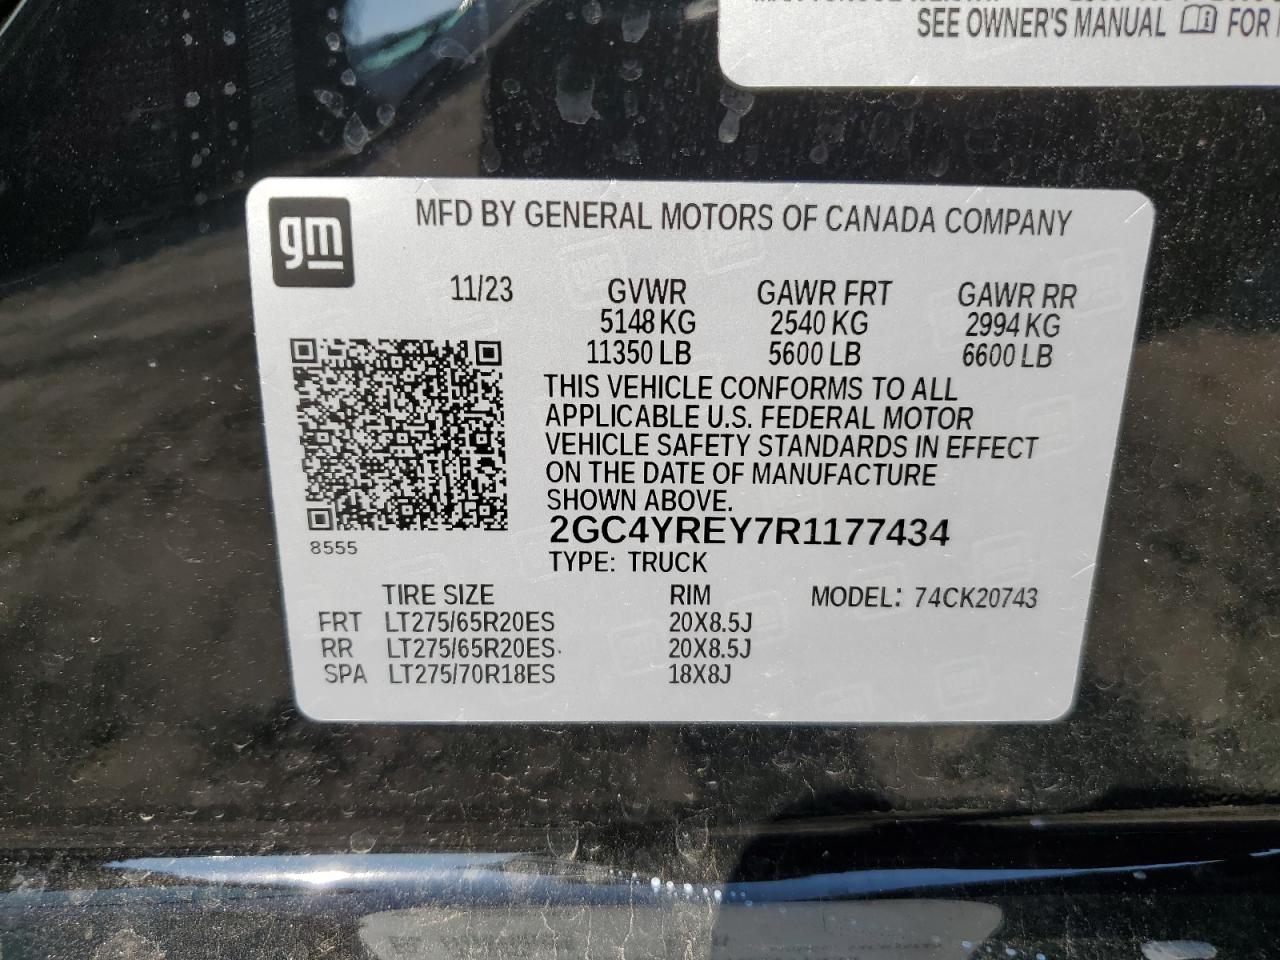 SEE OWNER'S MANUAL FOR
gm
MFD BY GENERAL MOTORS OF CANADA COMPANY
11/23 GVWR GAWR FRT GAWR RR
5148 KG 2540 KG 2994 KG
11350 LB 5600 LB 6600 LB
THIS VEHICLE CONFORMS TO ALL
APPLICABLE U.S. FEDERAL MOTOR
VEHICLE SAFETY STANDARDS IN EFFECT
ON THE DATE OF MANUFACTURE
SHOWN ABOVE.
2GC4YREY7R1177434
8555
TYPE: TRUCK
TIRE SIZE RIM MODEL: 74CK20743
FRT LT275/65R20ES 20X8.5J
RR LT275/65R20ES 20X8.5J
SPA LT275/70R18ES 18X8J